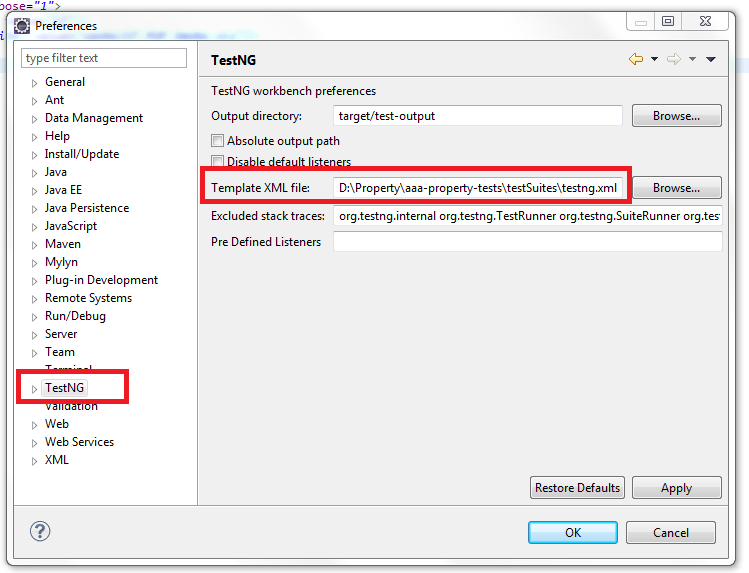 pose="1">
Preferences
type filter text
General
Ant
Data Management
Help
Install/Update
Java
Java EE
Java Persistence
JavaScript
Maven
Mylyn
Plug-in Development
Remote Systems
Run/Debug
Server
Team
Terminal
TestNG
Validation
Web
Web Services
XML
TestNG
TestNG workbench preferences
Output directory: target/test-output Browse...
Absolute output path
Disable default listeners
Template XML file: D:\Property\aaa-property-tests\testSuites\testng.xml Browse...
Excluded stack traces: org.testng.internal org.testng.TestRunner org.testng.SuiteRunner org.tes
Pre Defined Listeners
Restore Defaults Apply
? OK Cancel